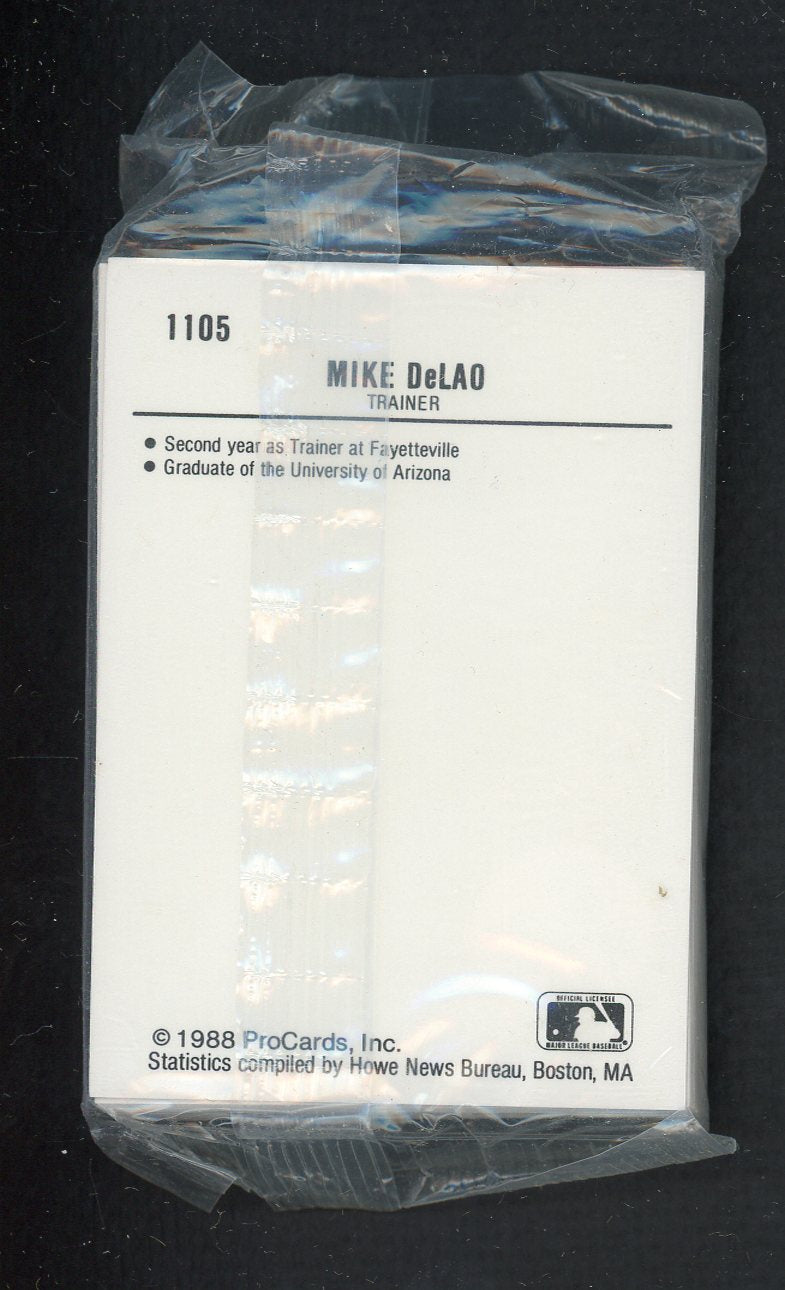 1105
MIKE DeLAO
TRAINER
● Second year as Trainer at Fayetteville
● Graduate of the University of Arizona
OFFICIAL LICENSEE
MAJOR LEAGUE BASEBALL®
© 1988 ProCards, Inc.
Statistics compiled by Howe News Bureau, Boston, MA